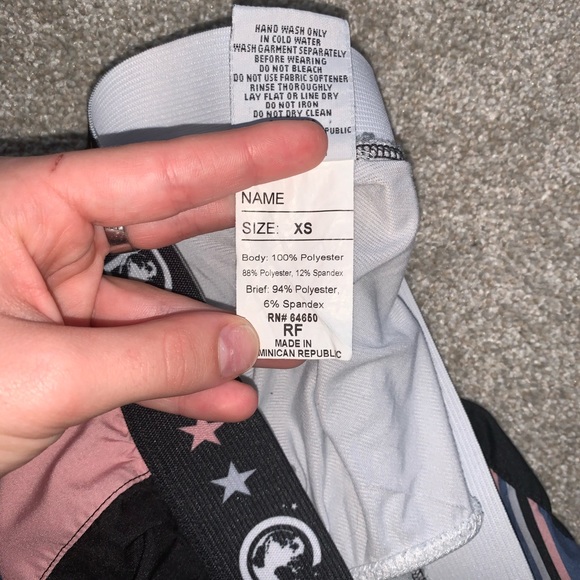 HAND WASH ONLY
IN COLD WATER
WASH GARMENT SEPARATELY
BEFORE WEARING
DO NOT BLEACH
DO NOT USE FABRIC SOFTENER
RINSE THOROUGHLY
LAY FLAT OR LINE DRY
DO NOT IRON
DO NOT DRY CLEAN
PUBLIC
NAME
SIZE: XS
Body: 100% Polyester
88% Polyester, 12% Spandex
Brief: 94% Polyester,
6% Spandex
RN# 64650
RF
MADE IN
MINICAN REPUBLIC